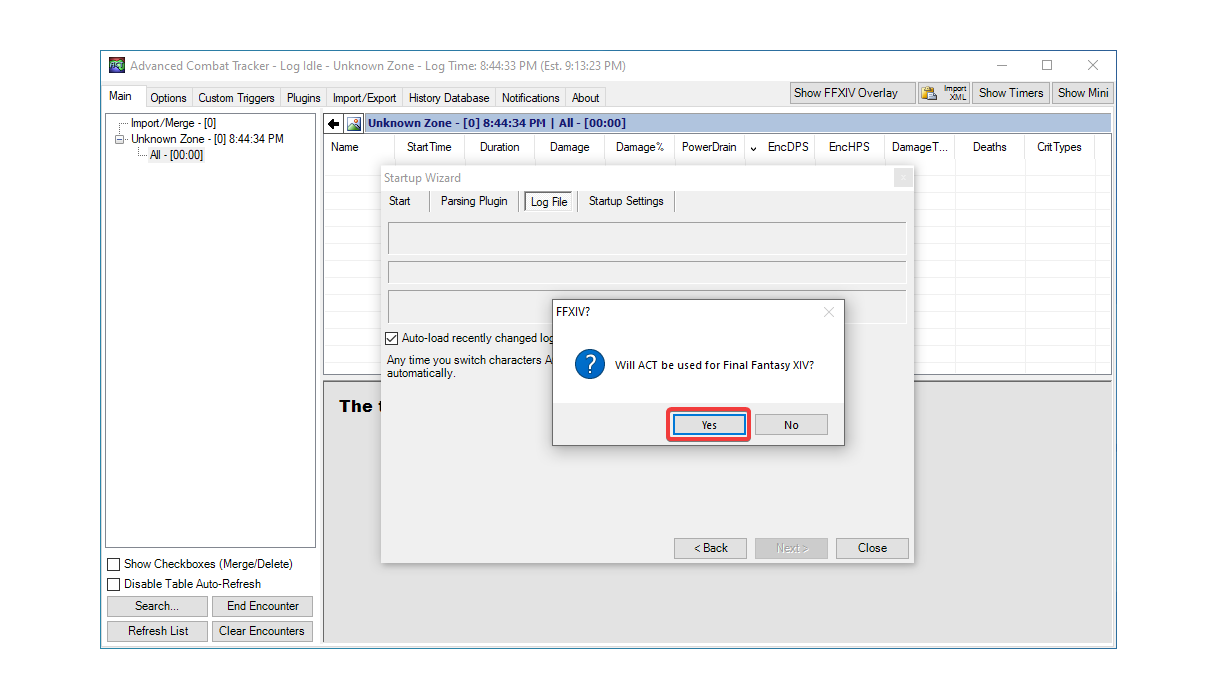 Advanced Combat Tracker - Log Idle - Unknown Zone - Log Time: 8:44:33 PM (Est. 9:13:23 PM)
Main Options Custom Triggers Plugins Import/Export History Database Notifications About Show FFXIV Overlay Import XML Show Timers Show Mini
Import/Merge - [0]
Unknown Zone - [0] 8:44:34 PM
All - [00:00]
Unknown Zone - [0] 8:44:34 PM | All - [00:00]
Name StartTime Duration Damage Damage% PowerDrain EncDPS EncHPS DamageT... Deaths CritTypes
Startup Wizard
Start Parsing Plugin Log File Startup Settings
Auto-load recently changed log
Any time you switch characters A
automatically.
FFXIV?
Will ACT be used for Final Fantasy XIV?
Yes No
The t
< Back Next > Close
Show Checkboxes (Merge/Delete)
Disable Table Auto-Refresh
Search... End Encounter
Refresh List Clear Encounters